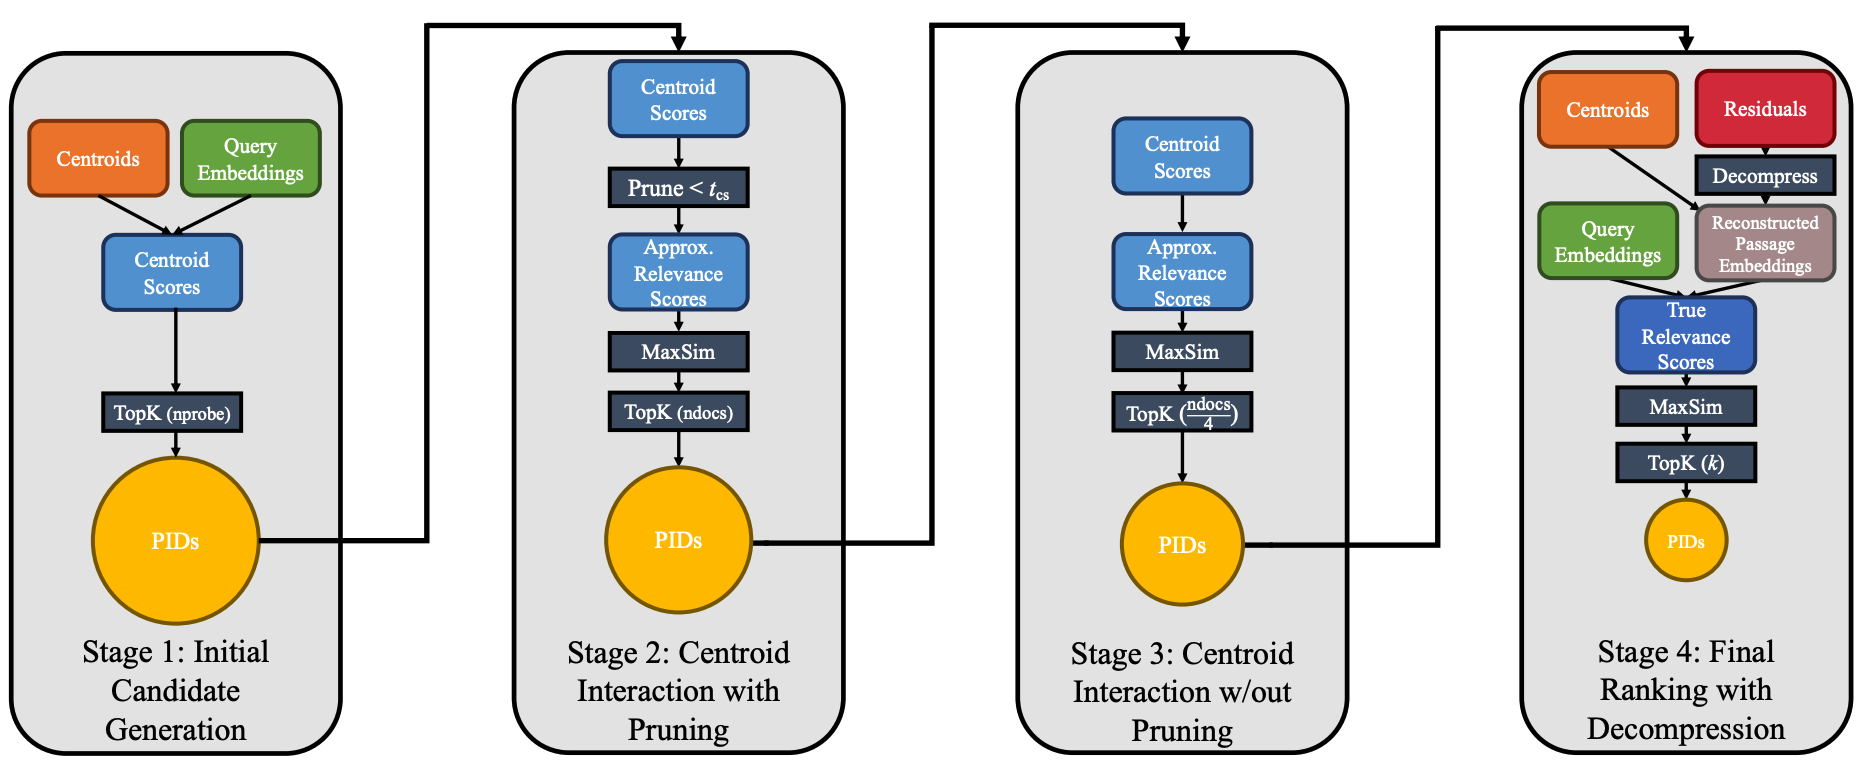 Centroids
Query
Embeddings
Centroid
Scores
TopK (nprobe)
PIDs
Stage 1: Initial
Candidate
Generation
Centroid
Scores
Prune < tcs
Approx.
Relevance
Scores
MaxSim
TopK (ndocs)
PIDs
Stage 2: Centroid
Interaction with
Pruning
Centroid
Scores
Approx.
Relevance
Scores
MaxSim
TopK (ndocs/4)
PIDs
Stage 3: Centroid
Interaction w/out
Pruning
Centroids
Residuals
Decompress
Query
Embeddings
Reconstructed
Passage
Embeddings
True
Relevance
Scores
MaxSim
TopK (k)
PIDs
Stage 4: Final
Ranking with
Decompression